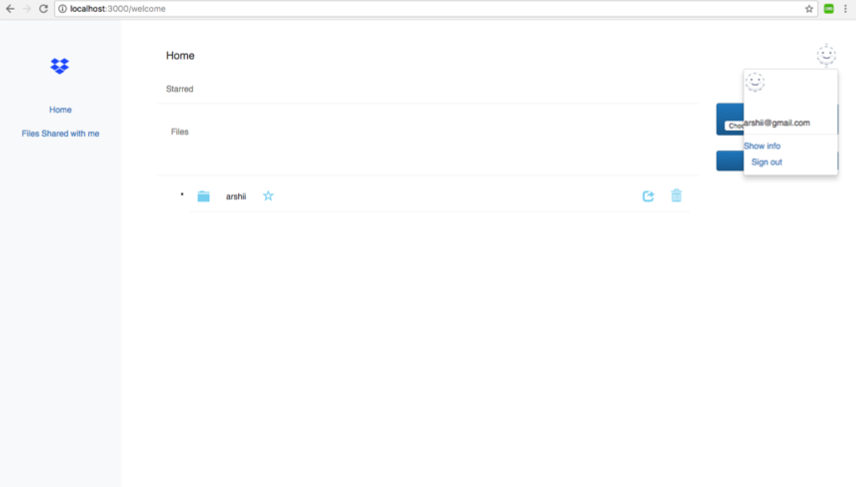 localhost:3000/welcome
Home
Starred
Home
Files Shared with me
Files
arshii@gmail.com
Show info
Sign out
arshii